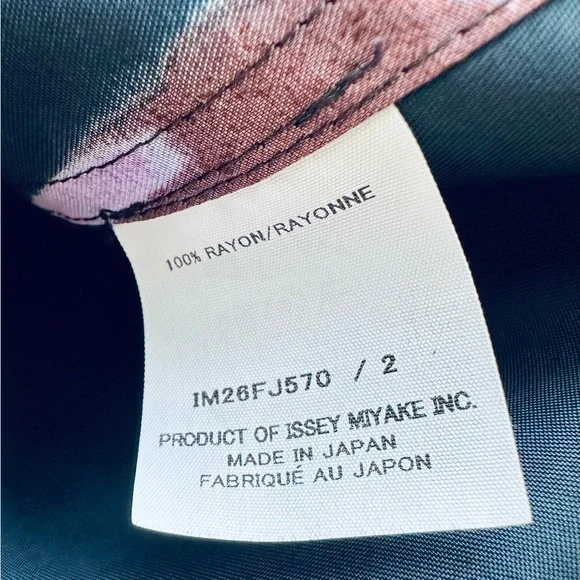 100% RAYON/RAYONNE
IM26FJ570 / 2
PRODUCT OF ISSEY MIYAKE INC.
MADE IN JAPAN
FABRIQUÉ AU JAPON